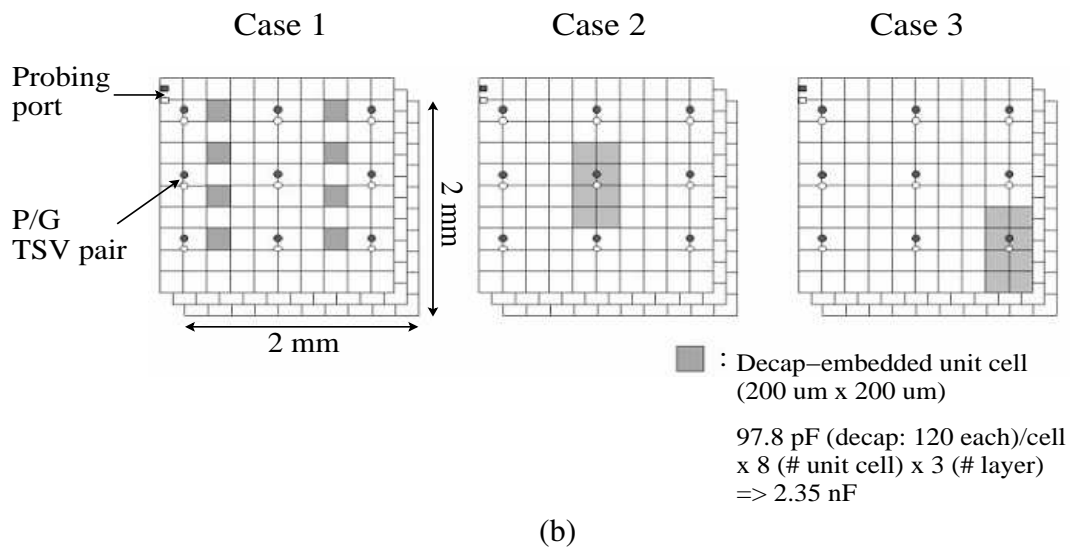 Case 1
Case 2
Case 3
Probing
port
P/G
TSV pair
2 mm
2 mm
: Decap−embedded unit cell
(200 um x 200 um)
97.8 pF (decap: 120 each)/cell
x 8 (# unit cell) x 3 (# layer)
=> 2.35 nF
(b)